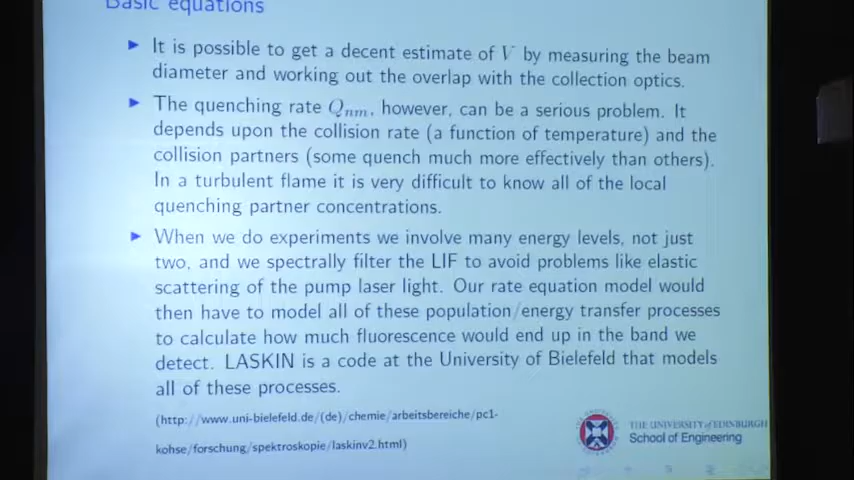 Basic equations
It is possible to get a decent estimate of V by measuring the beam
diameter and working out the overlap with the collection optics.
The quenching rate Qnm, however, can be a serious problem. It
depends upon the collision rate (a function of temperature) and the
collision partners (some quench much more effectively than others).
In a turbulent flame it is very difficult to know all of the local
quenching partner concentrations.
When we do experiments we involve many energy levels, not just
two, and we spectrally filter the LIF to avoid problems like elastic
scattering of the pump laser light. Our rate equation model would
then have to model all of these population/energy transfer processes
to calculate how much fluorescence would end up in the band we
detect. LASKIN is a code at the University of Bielefeld that models
all of these processes.
(http://www.uni-bielefeld.de/(de)/chemie/arbeitsbereiche/pc1-
kohse/forschung/spektroskopie/laskinv2.html)
THE UNIVERSITY of EDINBURGH
School of Engineering